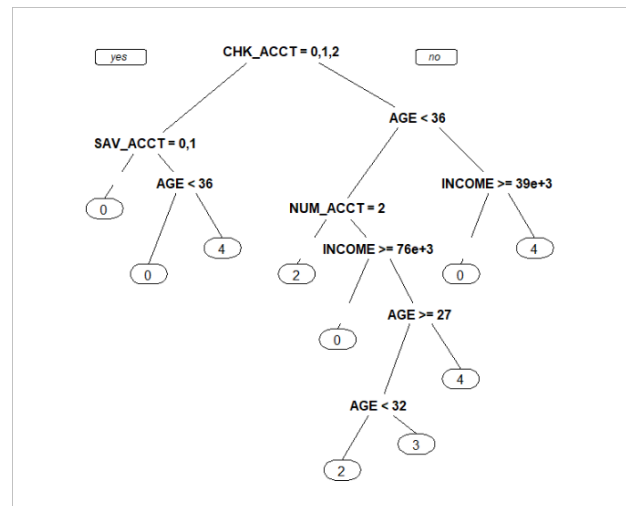 yes
CHK_ACCT = 0,1,2
no
AGE < 36
SAV_ACCT = 0,1
AGE < 36
INCOME >= 39e+3
0
NUM_ACCT = 2
4
INCOME >= 76e+3
4
0
2
0
AGE >= 27
0
4
AGE < 32
3
2